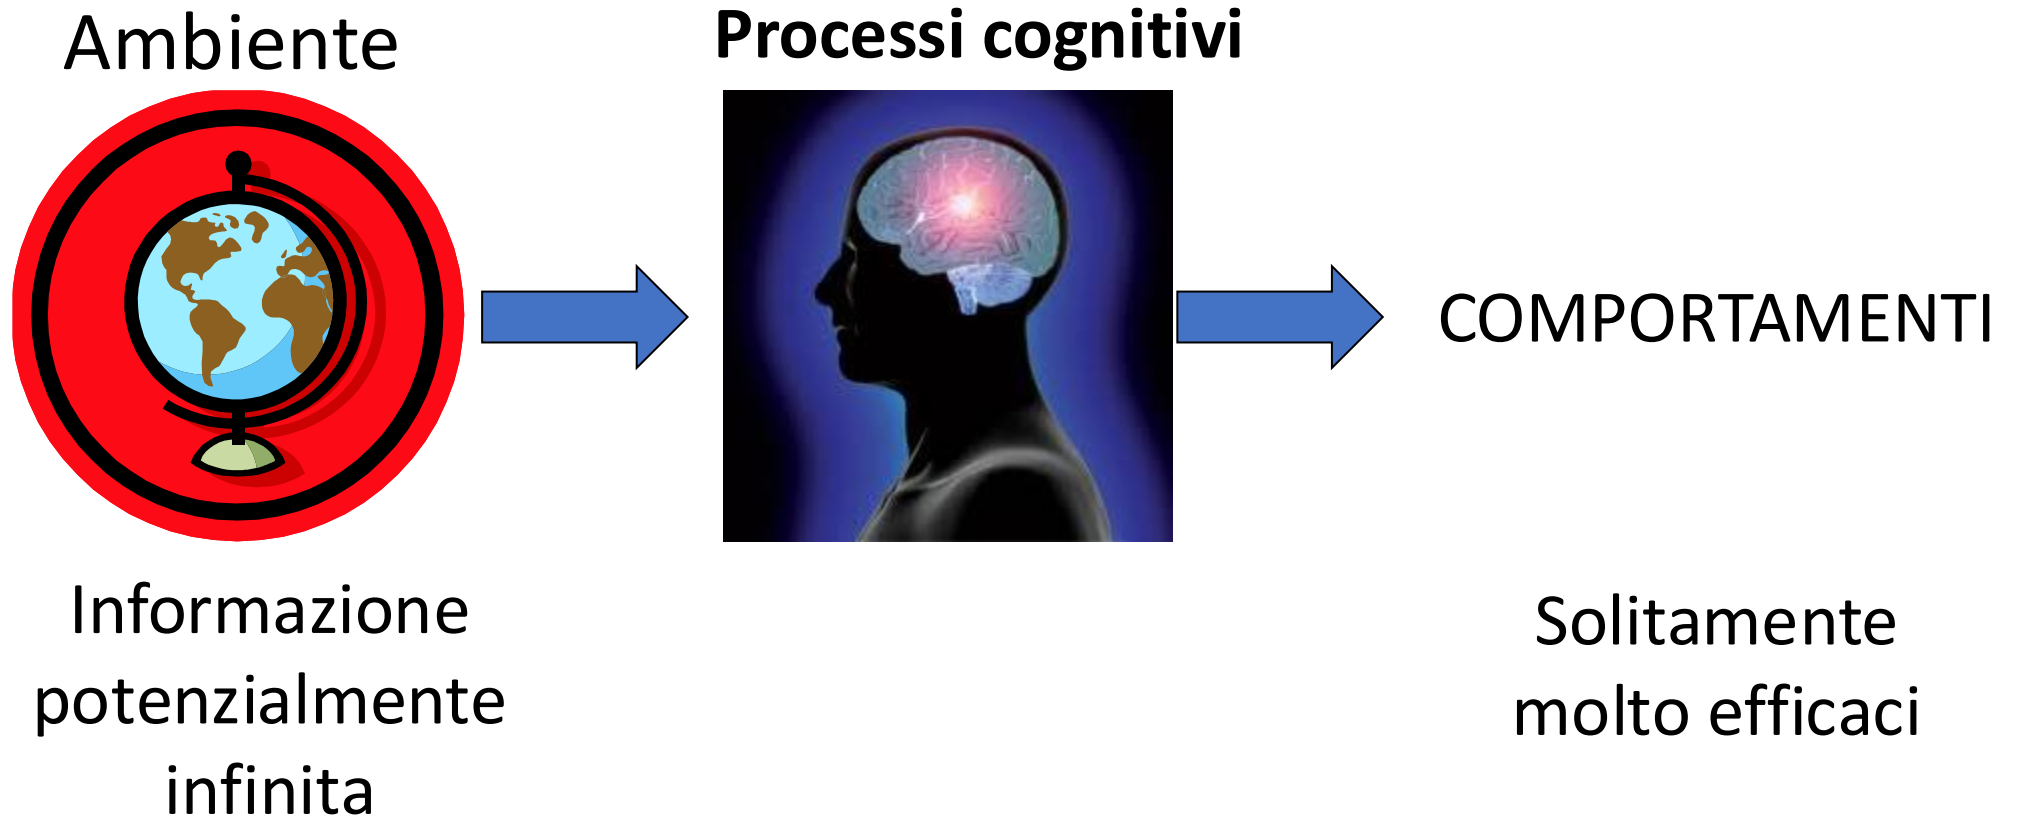 Ambiente
Processi cognitivi
COMPORTAMENTI
Informazione
potenzialmente
infinita
Solitamente
molto efficaci